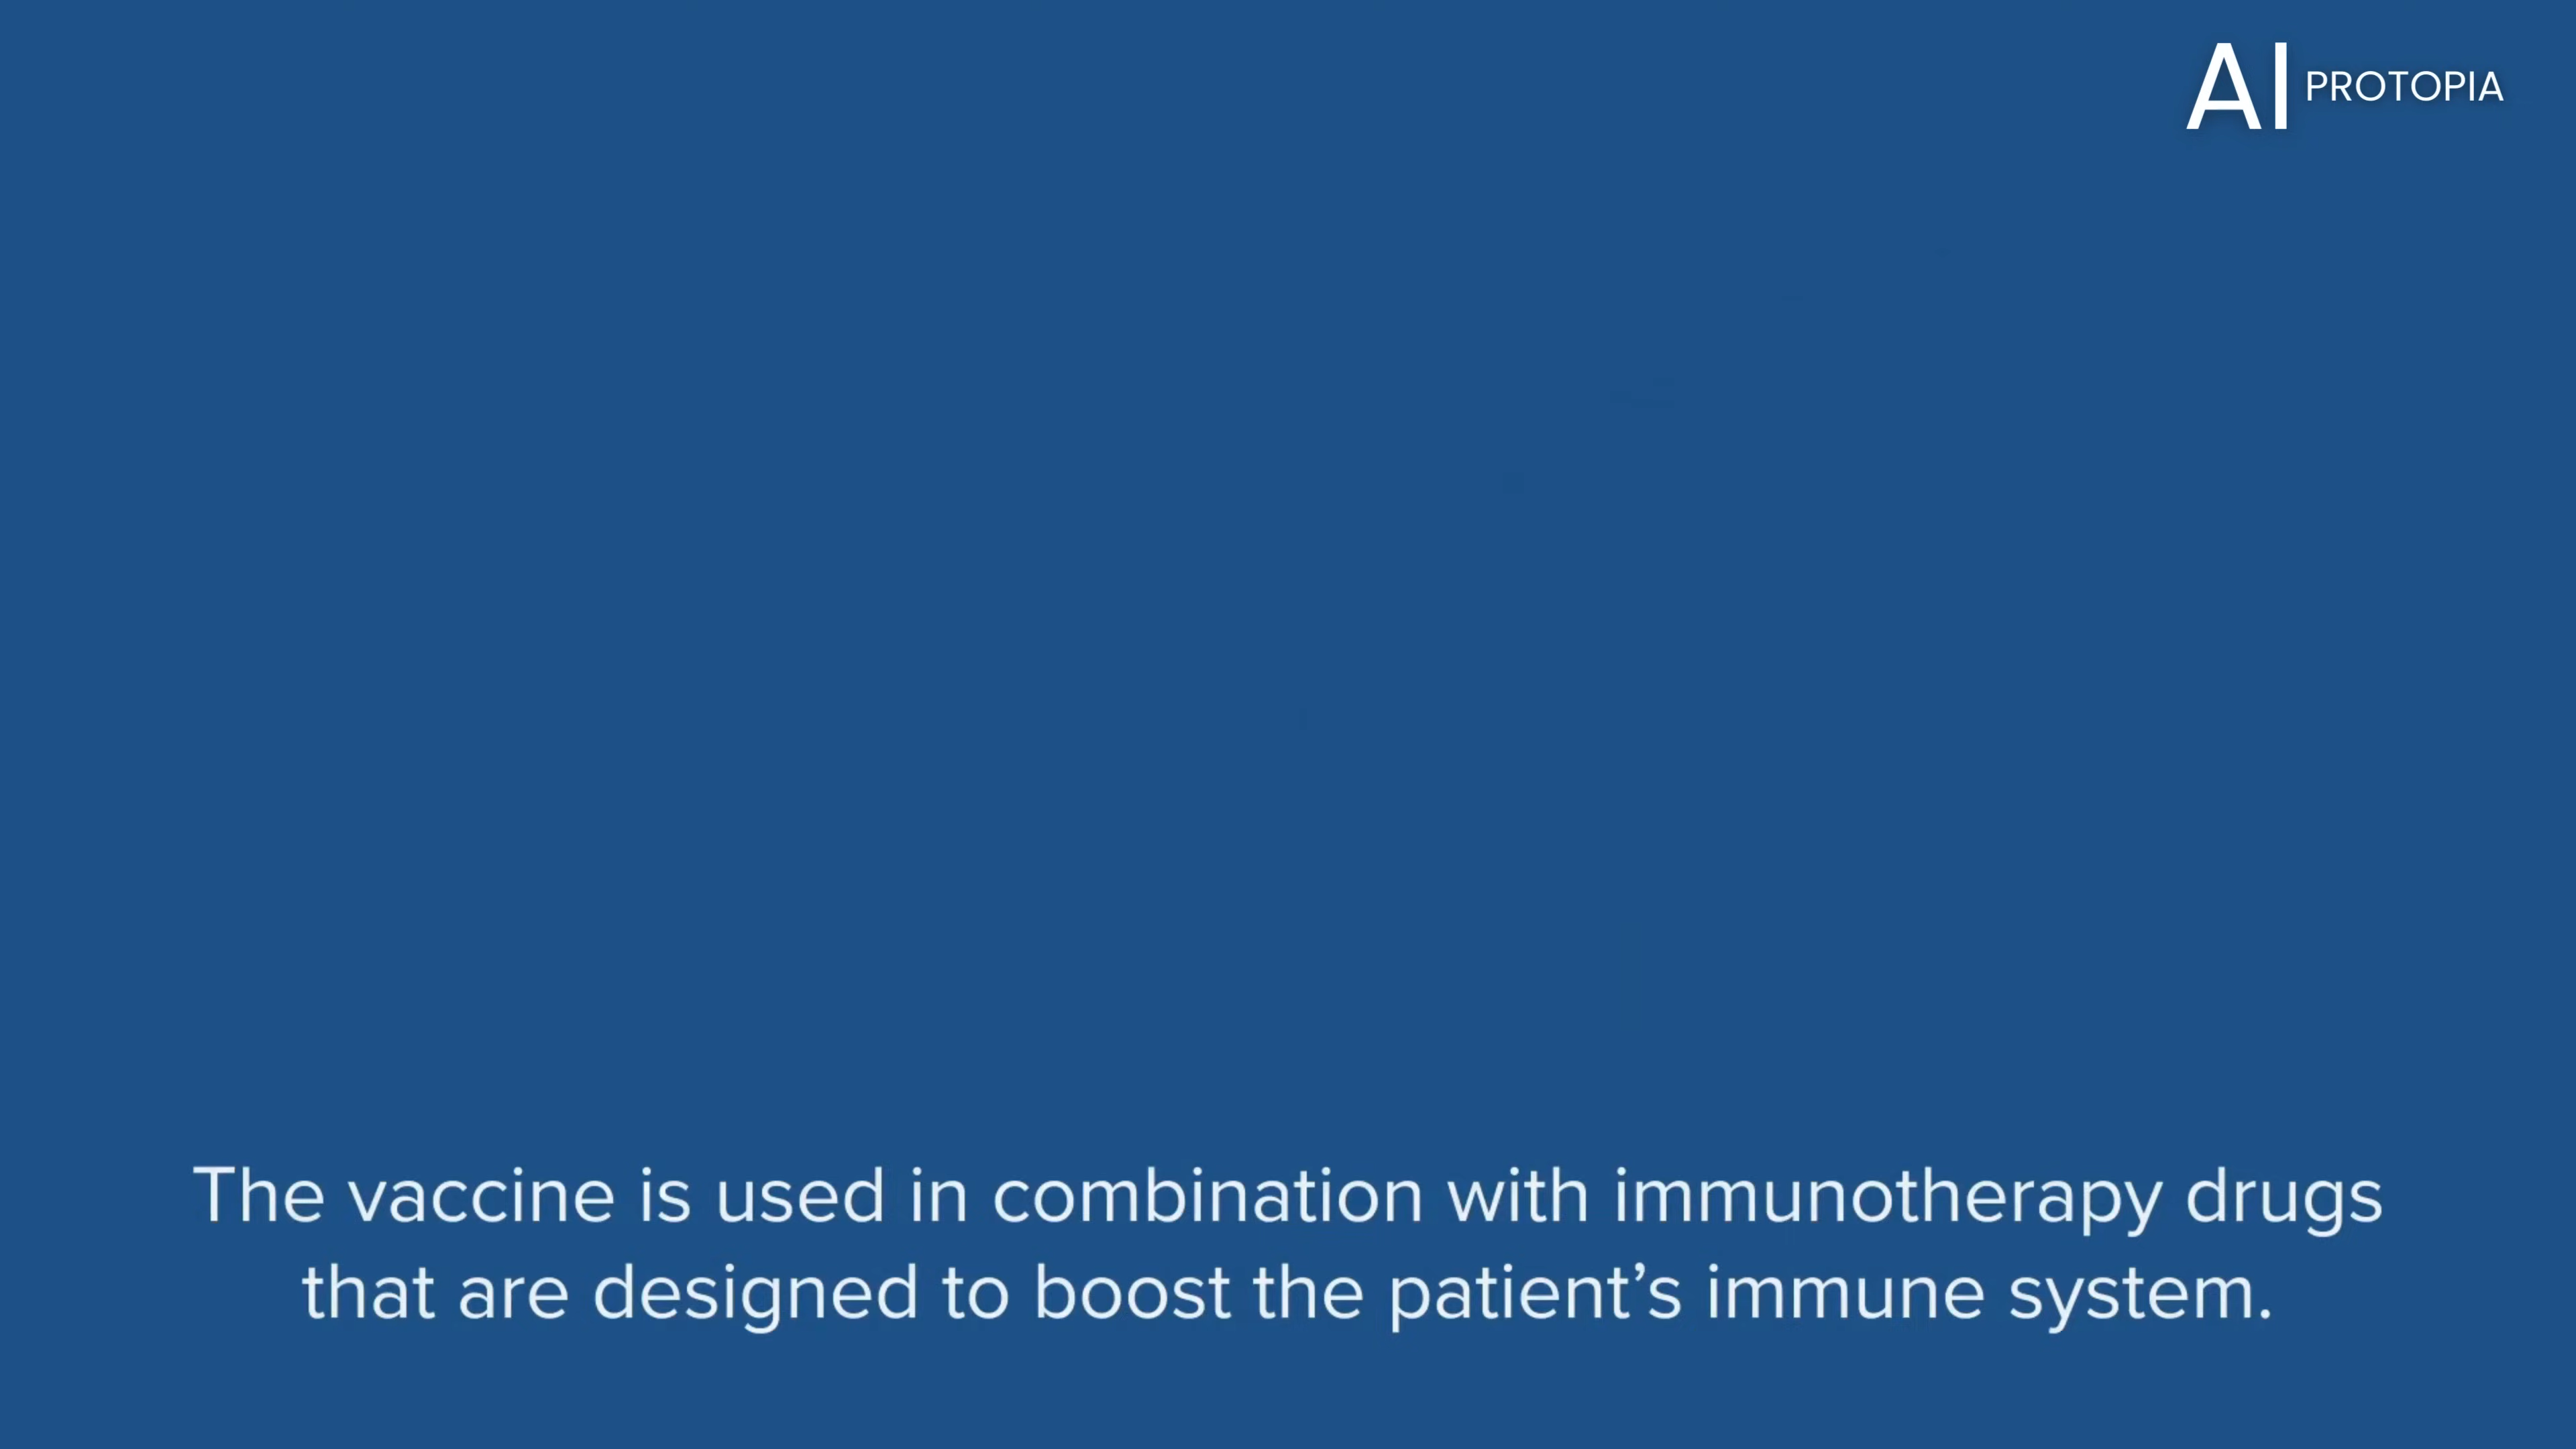 AI PROTOPIA
The vaccine is used in combination with immunotherapy drugs
that are designed to boost the patient’s immune system.